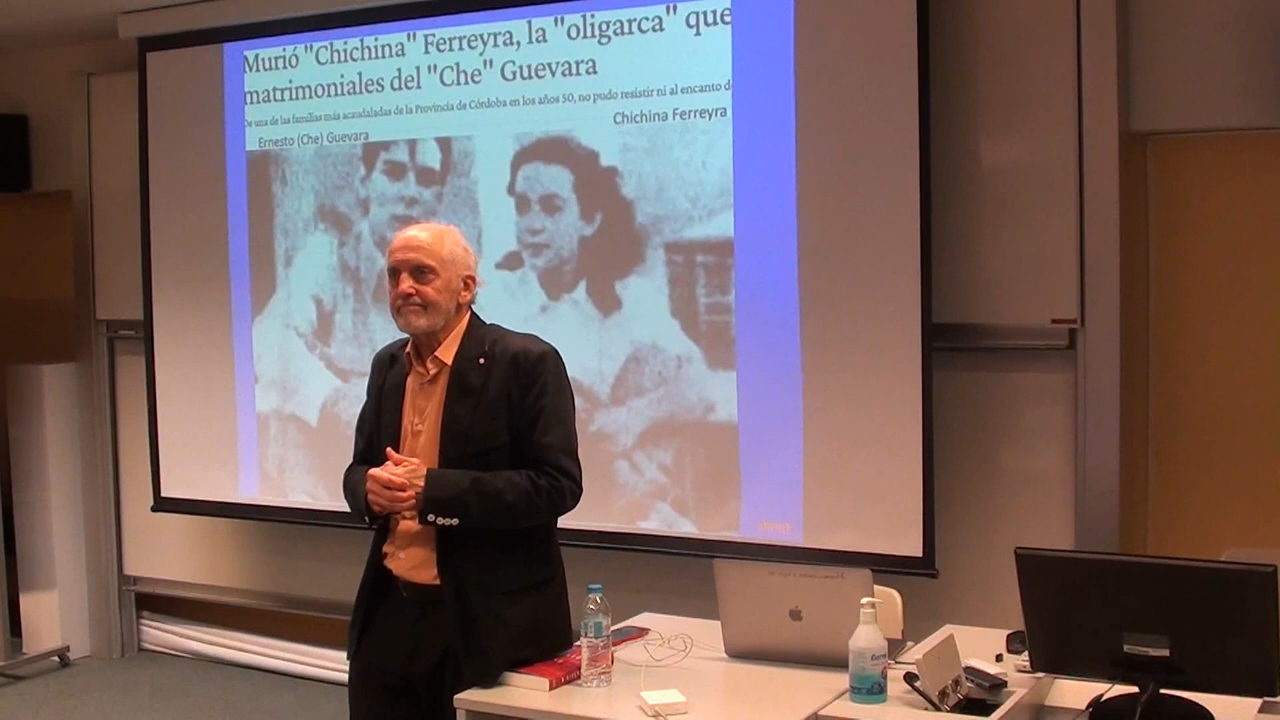 Murió "Chichina" Ferreyra, la "oligarca" que
matrimoniales del "Che" Guevara
De una de las familias más acaudaladas de la Provincia de Córdoba en los años 50, no pudo resistir ni al encanto d
Chichina Ferreyra
Ernesto (Che) Guevara